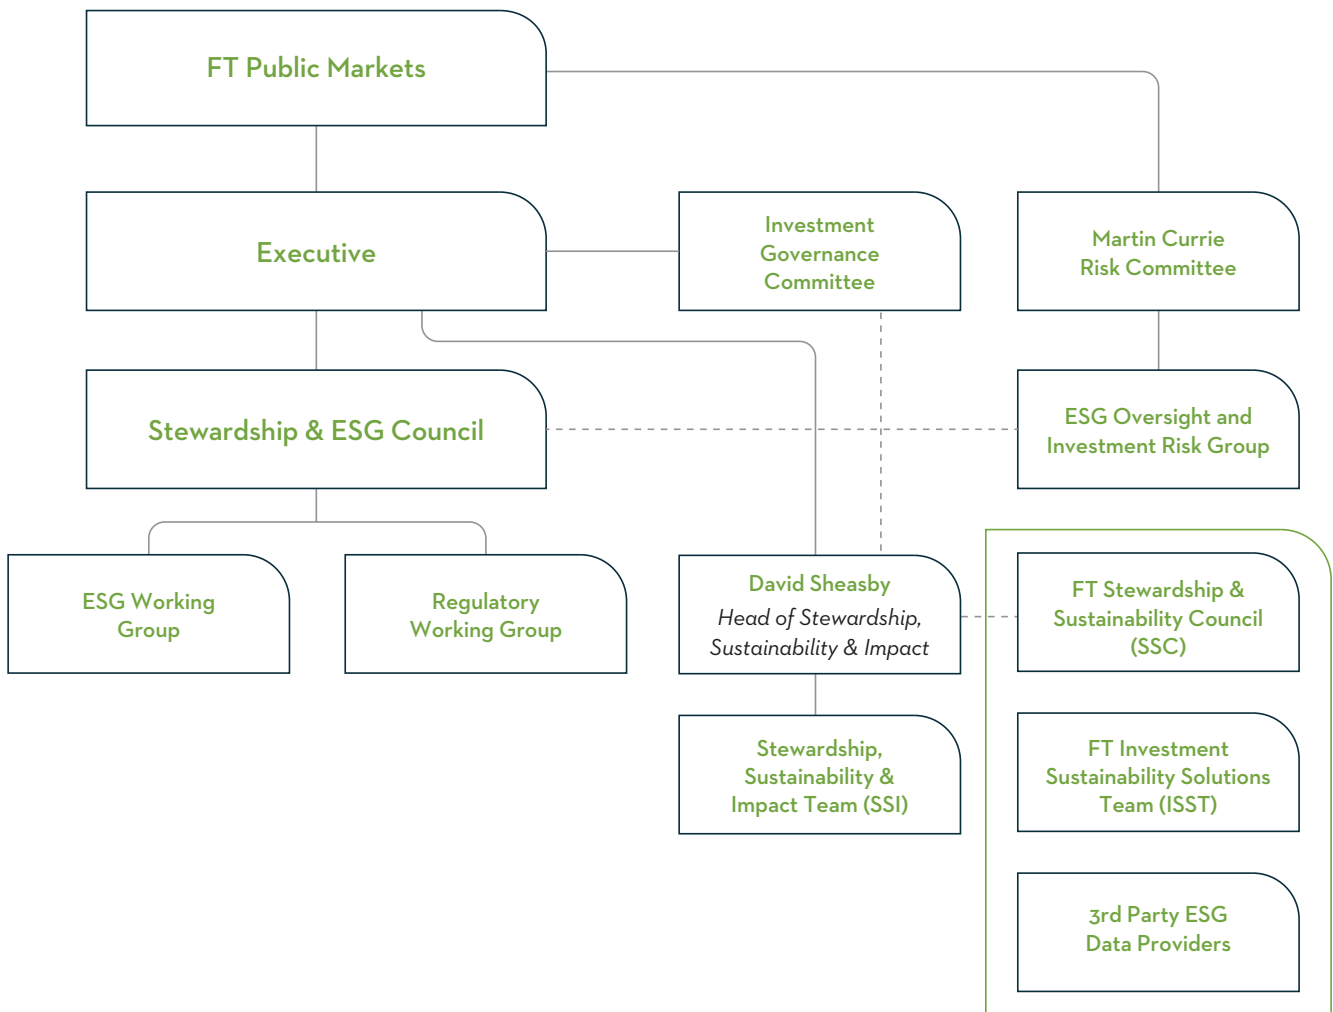 FT Public Markets
Executive
Investment
Governance
Committee
Martin Currie
Risk Committee
Stewardship & ESG Council
ESG Oversight and
Investment Risk Group
ESG Working
Group
Regulatory
Working Group
David Sheasby
Head of Stewardship,
Sustainability & Impact
FT Stewardship &
Sustainability Council
(SSC)
Stewardship,
Sustainability &
Impact Team (SSI)
FT Investment
Sustainability Solutions
Team (ISST)
3rd Party ESG
Data Providers